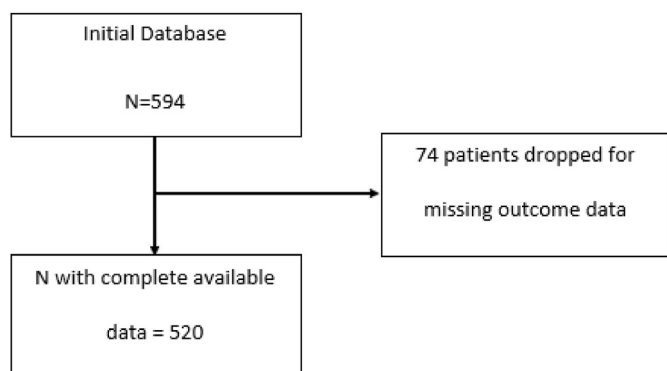 Initial Database
N=594
74 patients dropped for
missing outcome data
N with complete available
data = 520